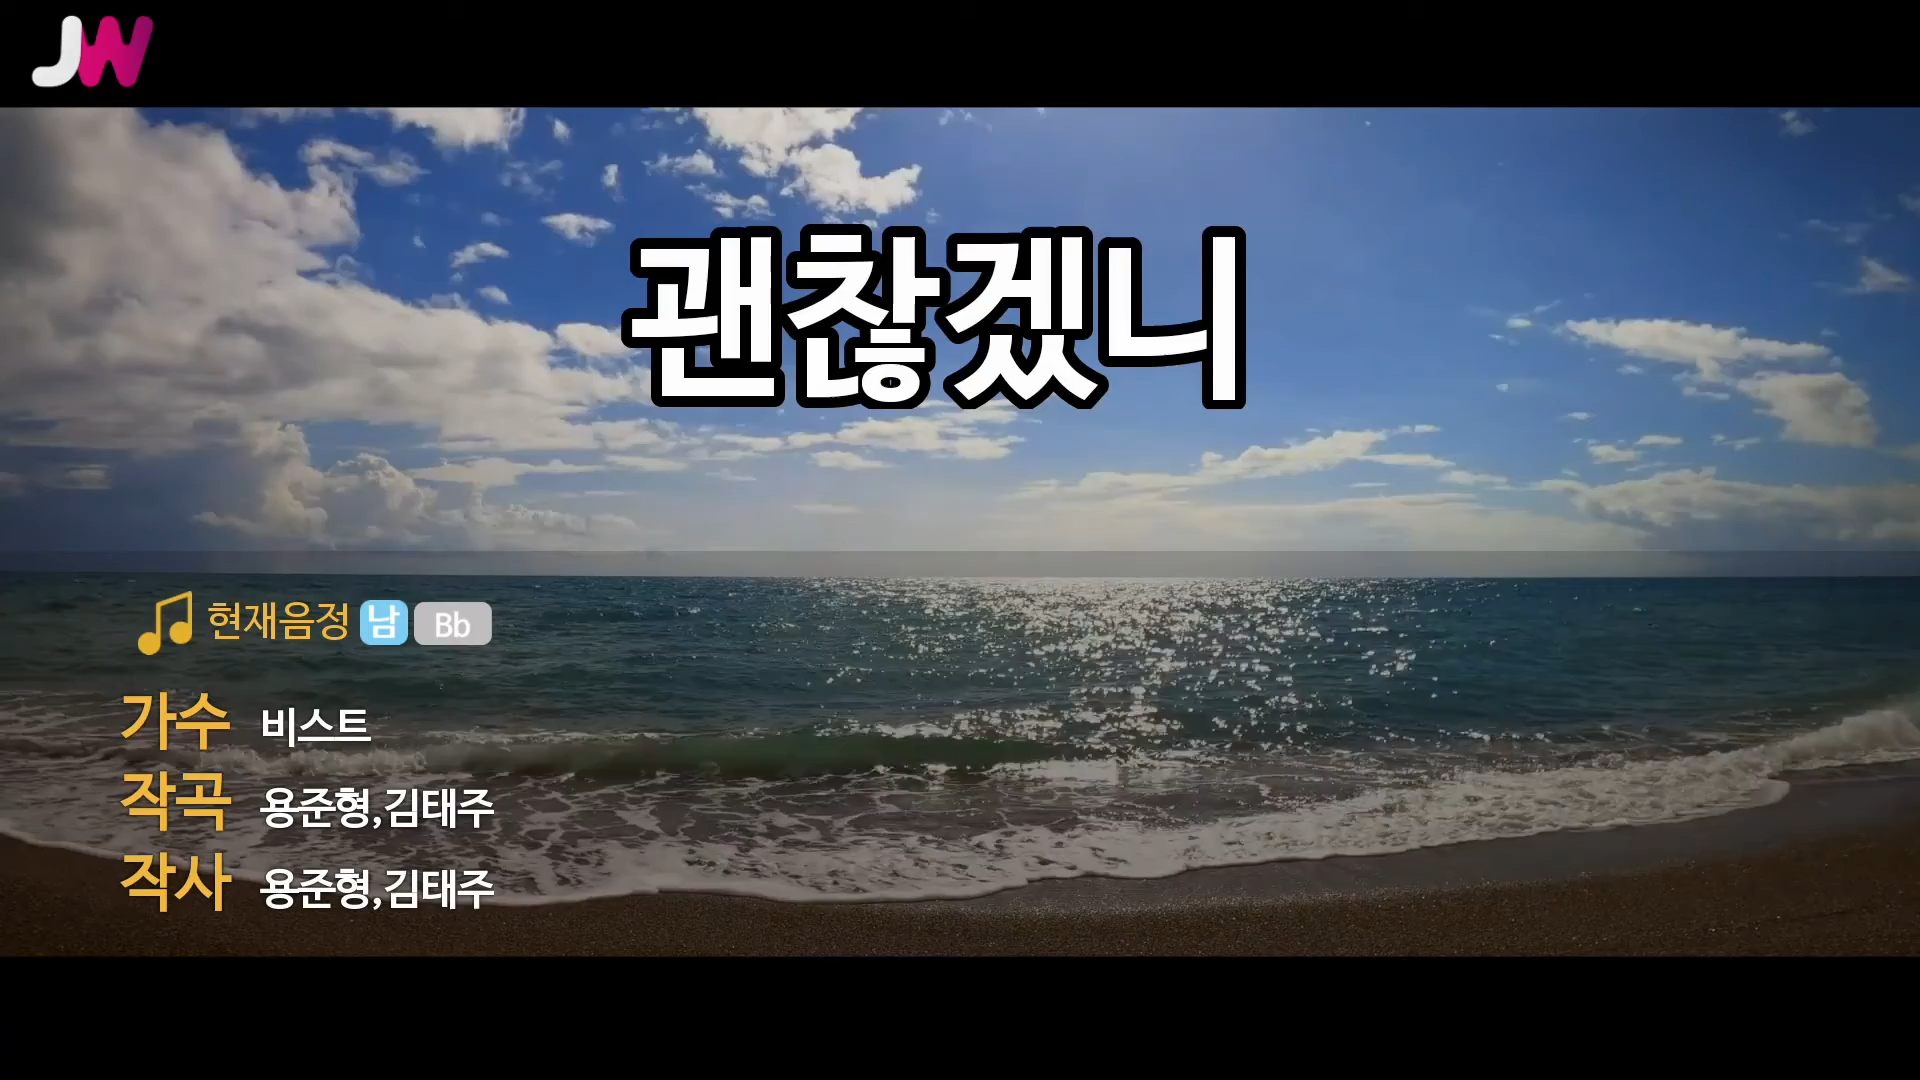 JW
괜찮겠니
현재음정 남 Bb
가수 비스트
작곡 용준형,김태주
작사 용준형,김태주